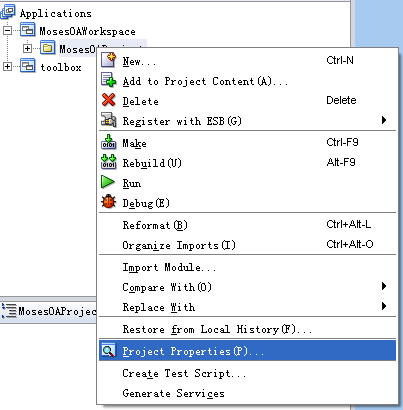 Applications
MosesOAWorkspace
toolbox
New... Ctrl-N
Add to Project Content(A)...
Delete Delete
Register with ESB(G)
Make Ctrl-F9
Rebuild(U) Alt-F9
Run
Debug(E)
Reformat(B) Ctrl+Alt-L
Organize Imports(I) Ctrl+Alt-O
Import Module...
Compare With(O)
Replace With
MosesOAProjec
Restore from Local History(F)...
Project Properties(P)...
Create Test Script...
Generate Services